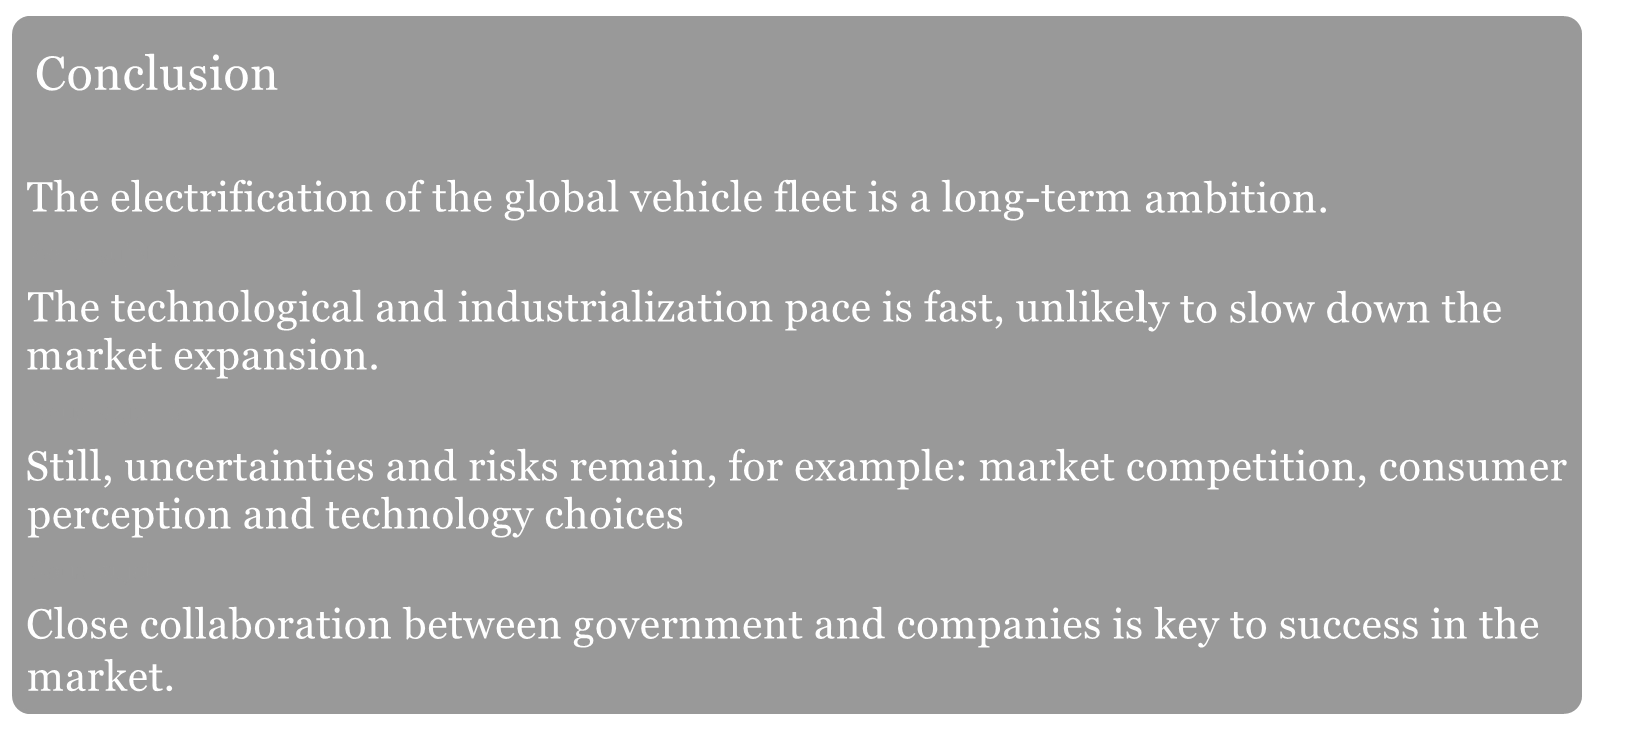 Conclusion
The electrification of the global vehicle fleet is a long-term ambition.
The technological and industrialization pace is fast, unlikely to slow down the
market expansion.
Still, uncertainties and risks remain, for example: market competition, consumer
perception and technology choices
Close collaboration between government and companies is key to success in the
market.